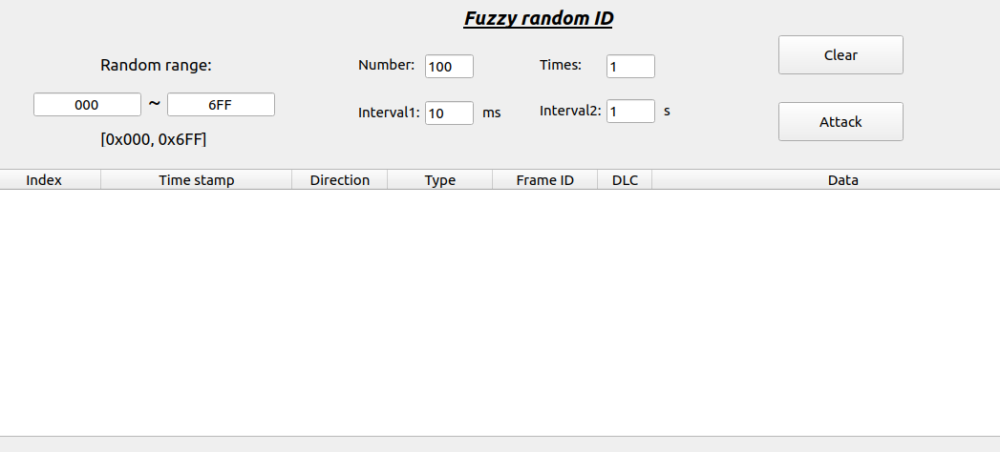 Fuzzy random ID
Random range:
Number: 100
Times: 1
Clear
000 ~ 6FF
Interval1: 10 ms
Interval2: 1 s
Attack
[0x000, 0x6FF]
Index Time stamp Direction Type Frame ID DLC Data